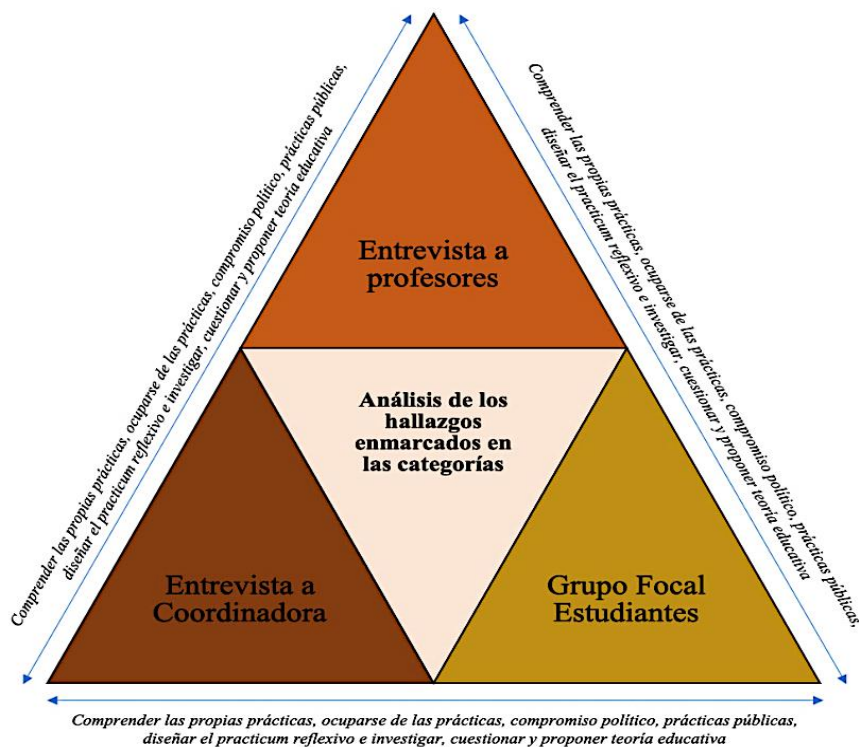 Comprender las propias prácticas, ocuparse de las prácticas, compromiso político, prácticas públicas,
diseñar el practicum reflexivo e investigar, cuestionar y proponer teoría educativa
Comprender las propias prácticas, ocuparse de las prácticas, compromiso político, prácticas públicas,
diseñar el practicum reflexivo e investigar, cuestionar y proponer teoría educativa
Entrevista a
profesores
Análisis de los
hallazgos
enmarcados en
las categorías
Entrevista a
Coordinadora
Grupo Focal
Estudiantes
Comprender las propias prácticas, ocuparse de las prácticas, compromiso político, prácticas públicas,
diseñar el practicum reflexivo e investigar, cuestionar y proponer teoría educativa